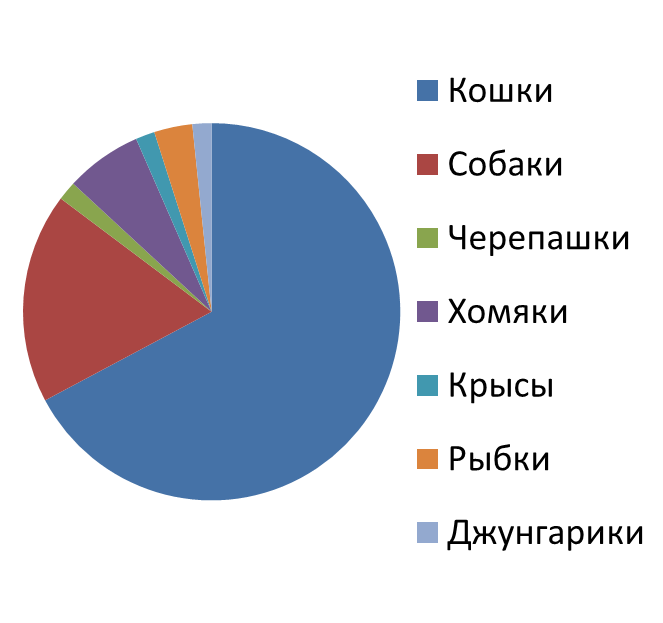 Кошки
Собаки
Черепашки
Хомяки
Крысы
Рыбки
Джунгарики